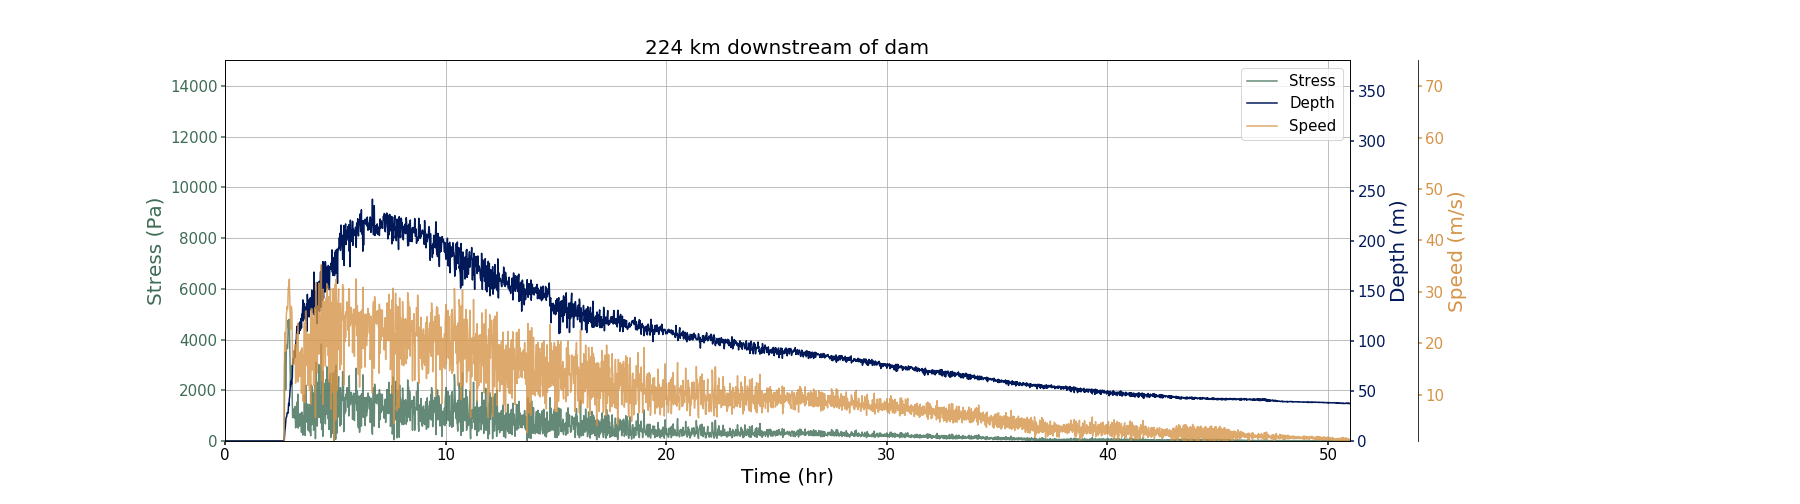 224 km downstream of dam
Stress
Depth
Speed
14000
12000
10000
8000
6000
4000
2000
0
Stress (Pa)
350
300
250
200
150
100
50
0
Depth (m)
70
60
50
40
30
20
10
Speed (m/s)
0 10 20 30 40 50
Time (hr)